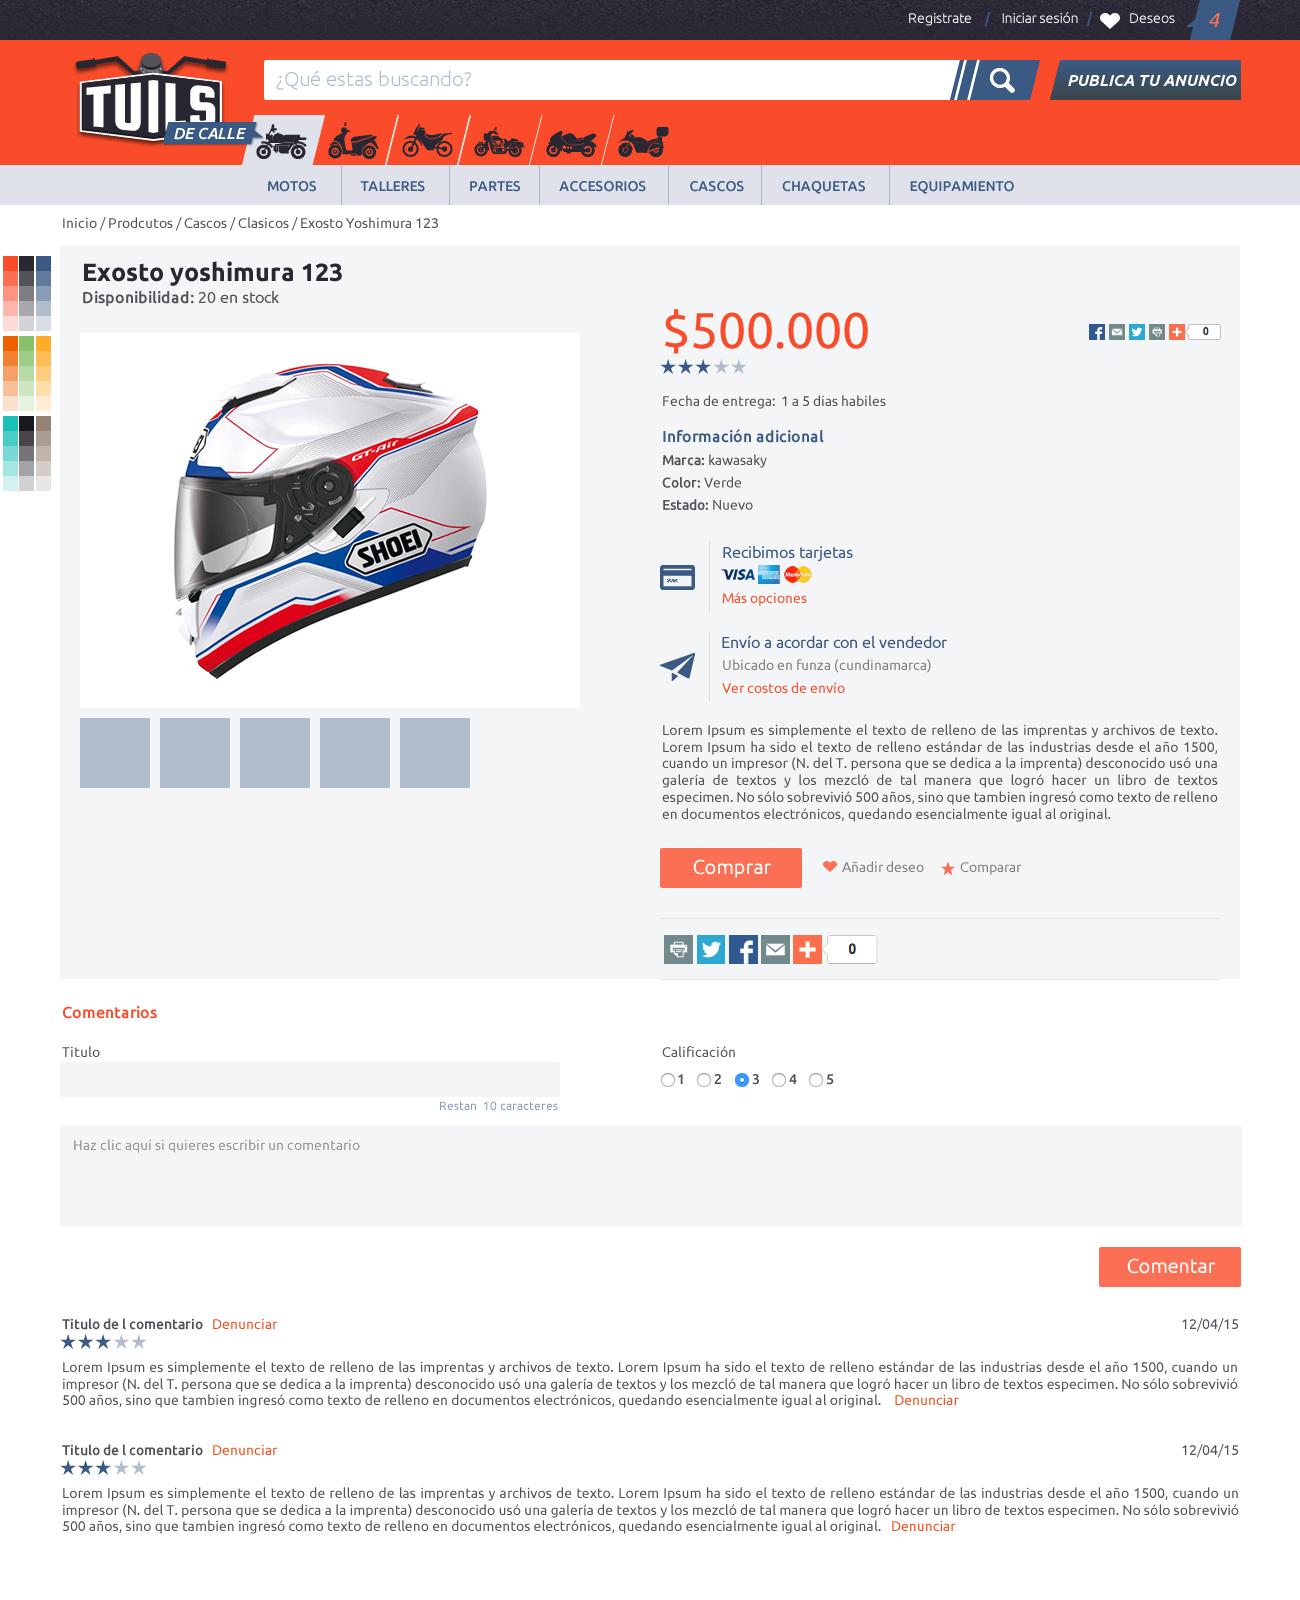 Registrate / Iniciar sesión / Deseos 4
TUILS
DE CALLE
¿Qué estas buscando?
PUBLICA TU ANUNCIO
MOTOS TALLERES PARTES ACCESORIOS CASCOS CHAQUETAS EQUIPAMIENTO
Inicio / Prodcutos / Cascos / Clasicos / Exosto Yoshimura 123
Exosto yoshimura 123
Disponibilidad: 20 en stock
GT-Air
SHOEI
$500.000
0
Fecha de entrega: 1 a 5 dias habiles
Información adicional
Marca: kawasaky
Color: Verde
Estado: Nuevo
Recibimos tarjetas
VISA MasterCard
Más opciones
Envío a acordar con el vendedor
Ubicado en funza (cundinamarca)
Ver costos de envío
Lorem Ipsum es simplemente el texto de relleno de las imprentas y archivos de texto.
Lorem Ipsum ha sido el texto de relleno estándar de las industrias desde el año 1500,
cuando un impresor (N. del T. persona que se dedica a la imprenta) desconocido usó una
galería de textos y los mezcló de tal manera que logró hacer un libro de textos
especimen. No sólo sobrevivió 500 años, sino que tambien ingresó como texto de relleno
en documentos electrónicos, quedando esencialmente igual al original.
Comprar Añadir deseo Comparar
0
Comentarios
Titulo
Restan 10 caracteres
Calificación
1 2 3 4 5
Haz clic aquí si quieres escribir un comentario
Comentar
Titulo de l comentario Denunciar 12/04/15
Lorem Ipsum es simplemente el texto de relleno de las imprentas y archivos de texto. Lorem Ipsum ha sido el texto de relleno estándar de las industrias desde el año 1500, cuando un
impresor (N. del T. persona que se dedica a la imprenta) desconocido usó una galería de textos y los mezcló de tal manera que logró hacer un libro de textos especimen. No sólo sobrevivió
500 años, sino que tambien ingresó como texto de relleno en documentos electrónicos, quedando esencialmente igual al original. Denunciar
Titulo de l comentario Denunciar 12/04/15
Lorem Ipsum es simplemente el texto de relleno de las imprentas y archivos de texto. Lorem Ipsum ha sido el texto de relleno estándar de las industrias desde el año 1500, cuando un
impresor (N. del T. persona que se dedica a la imprenta) desconocido usó una galería de textos y los mezcló de tal manera que logró hacer un libro de textos especimen. No sólo sobrevivió
500 años, sino que tambien ingresó como texto de relleno en documentos electrónicos, quedando esencialmente igual al original. Denunciar